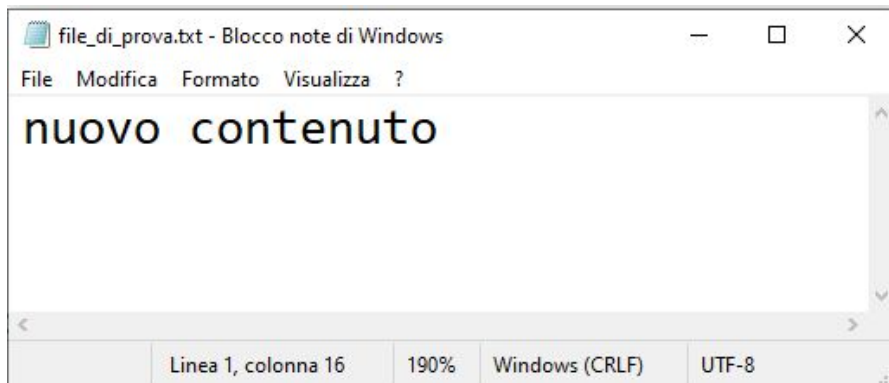 file_di_prova.txt - Blocco note di Windows
File Modifica Formato Visualizza ?
nuovo contenuto
Linea 1, colonna 16 190% Windows (CRLF) UTF-8